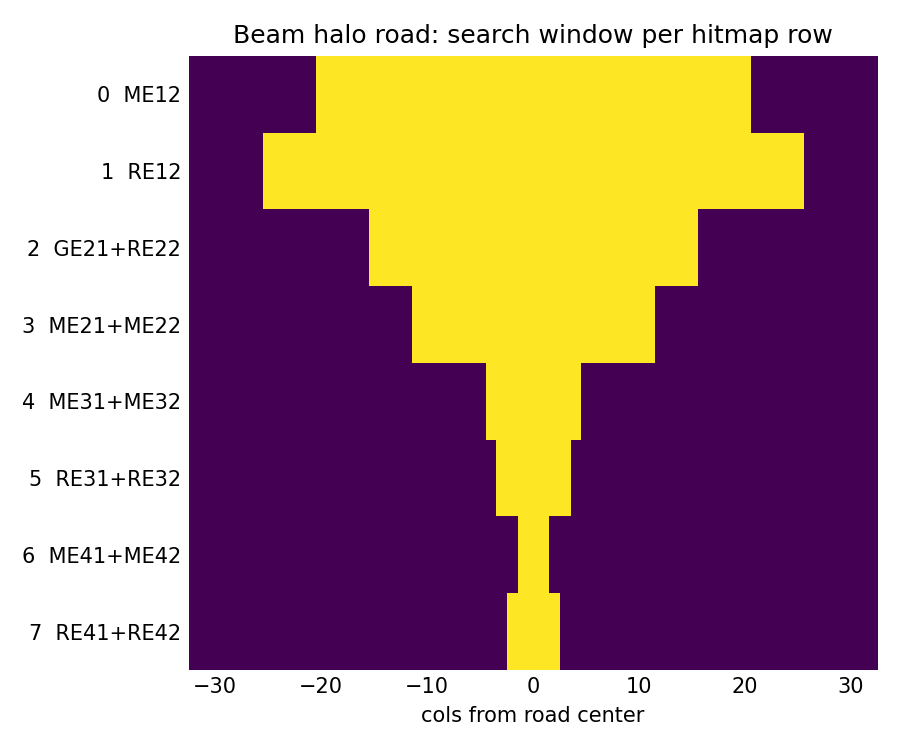 Beam halo road: search window per hitmap row
0  ME12
1  RE12
2  GE21+RE22
3  ME21+ME22
4  ME31+ME32
5  RE31+RE32
6  ME41+ME42
7  RE41+RE42
−30 −20 −10 0 10 20 30
cols from road center